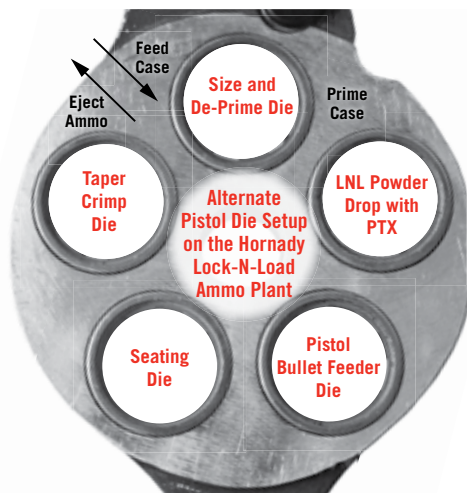 Feed
Case
Eject
Ammo
Size and
De-Prime Die
Prime
Case
Taper
Crimp
Die
Alternate
Pistol Die Setup
on the Hornady
Lock-N-Load
Ammo Plant
LNL Powder
Drop with
PTX
Seating
Die
Pistol
Bullet Feeder
Die